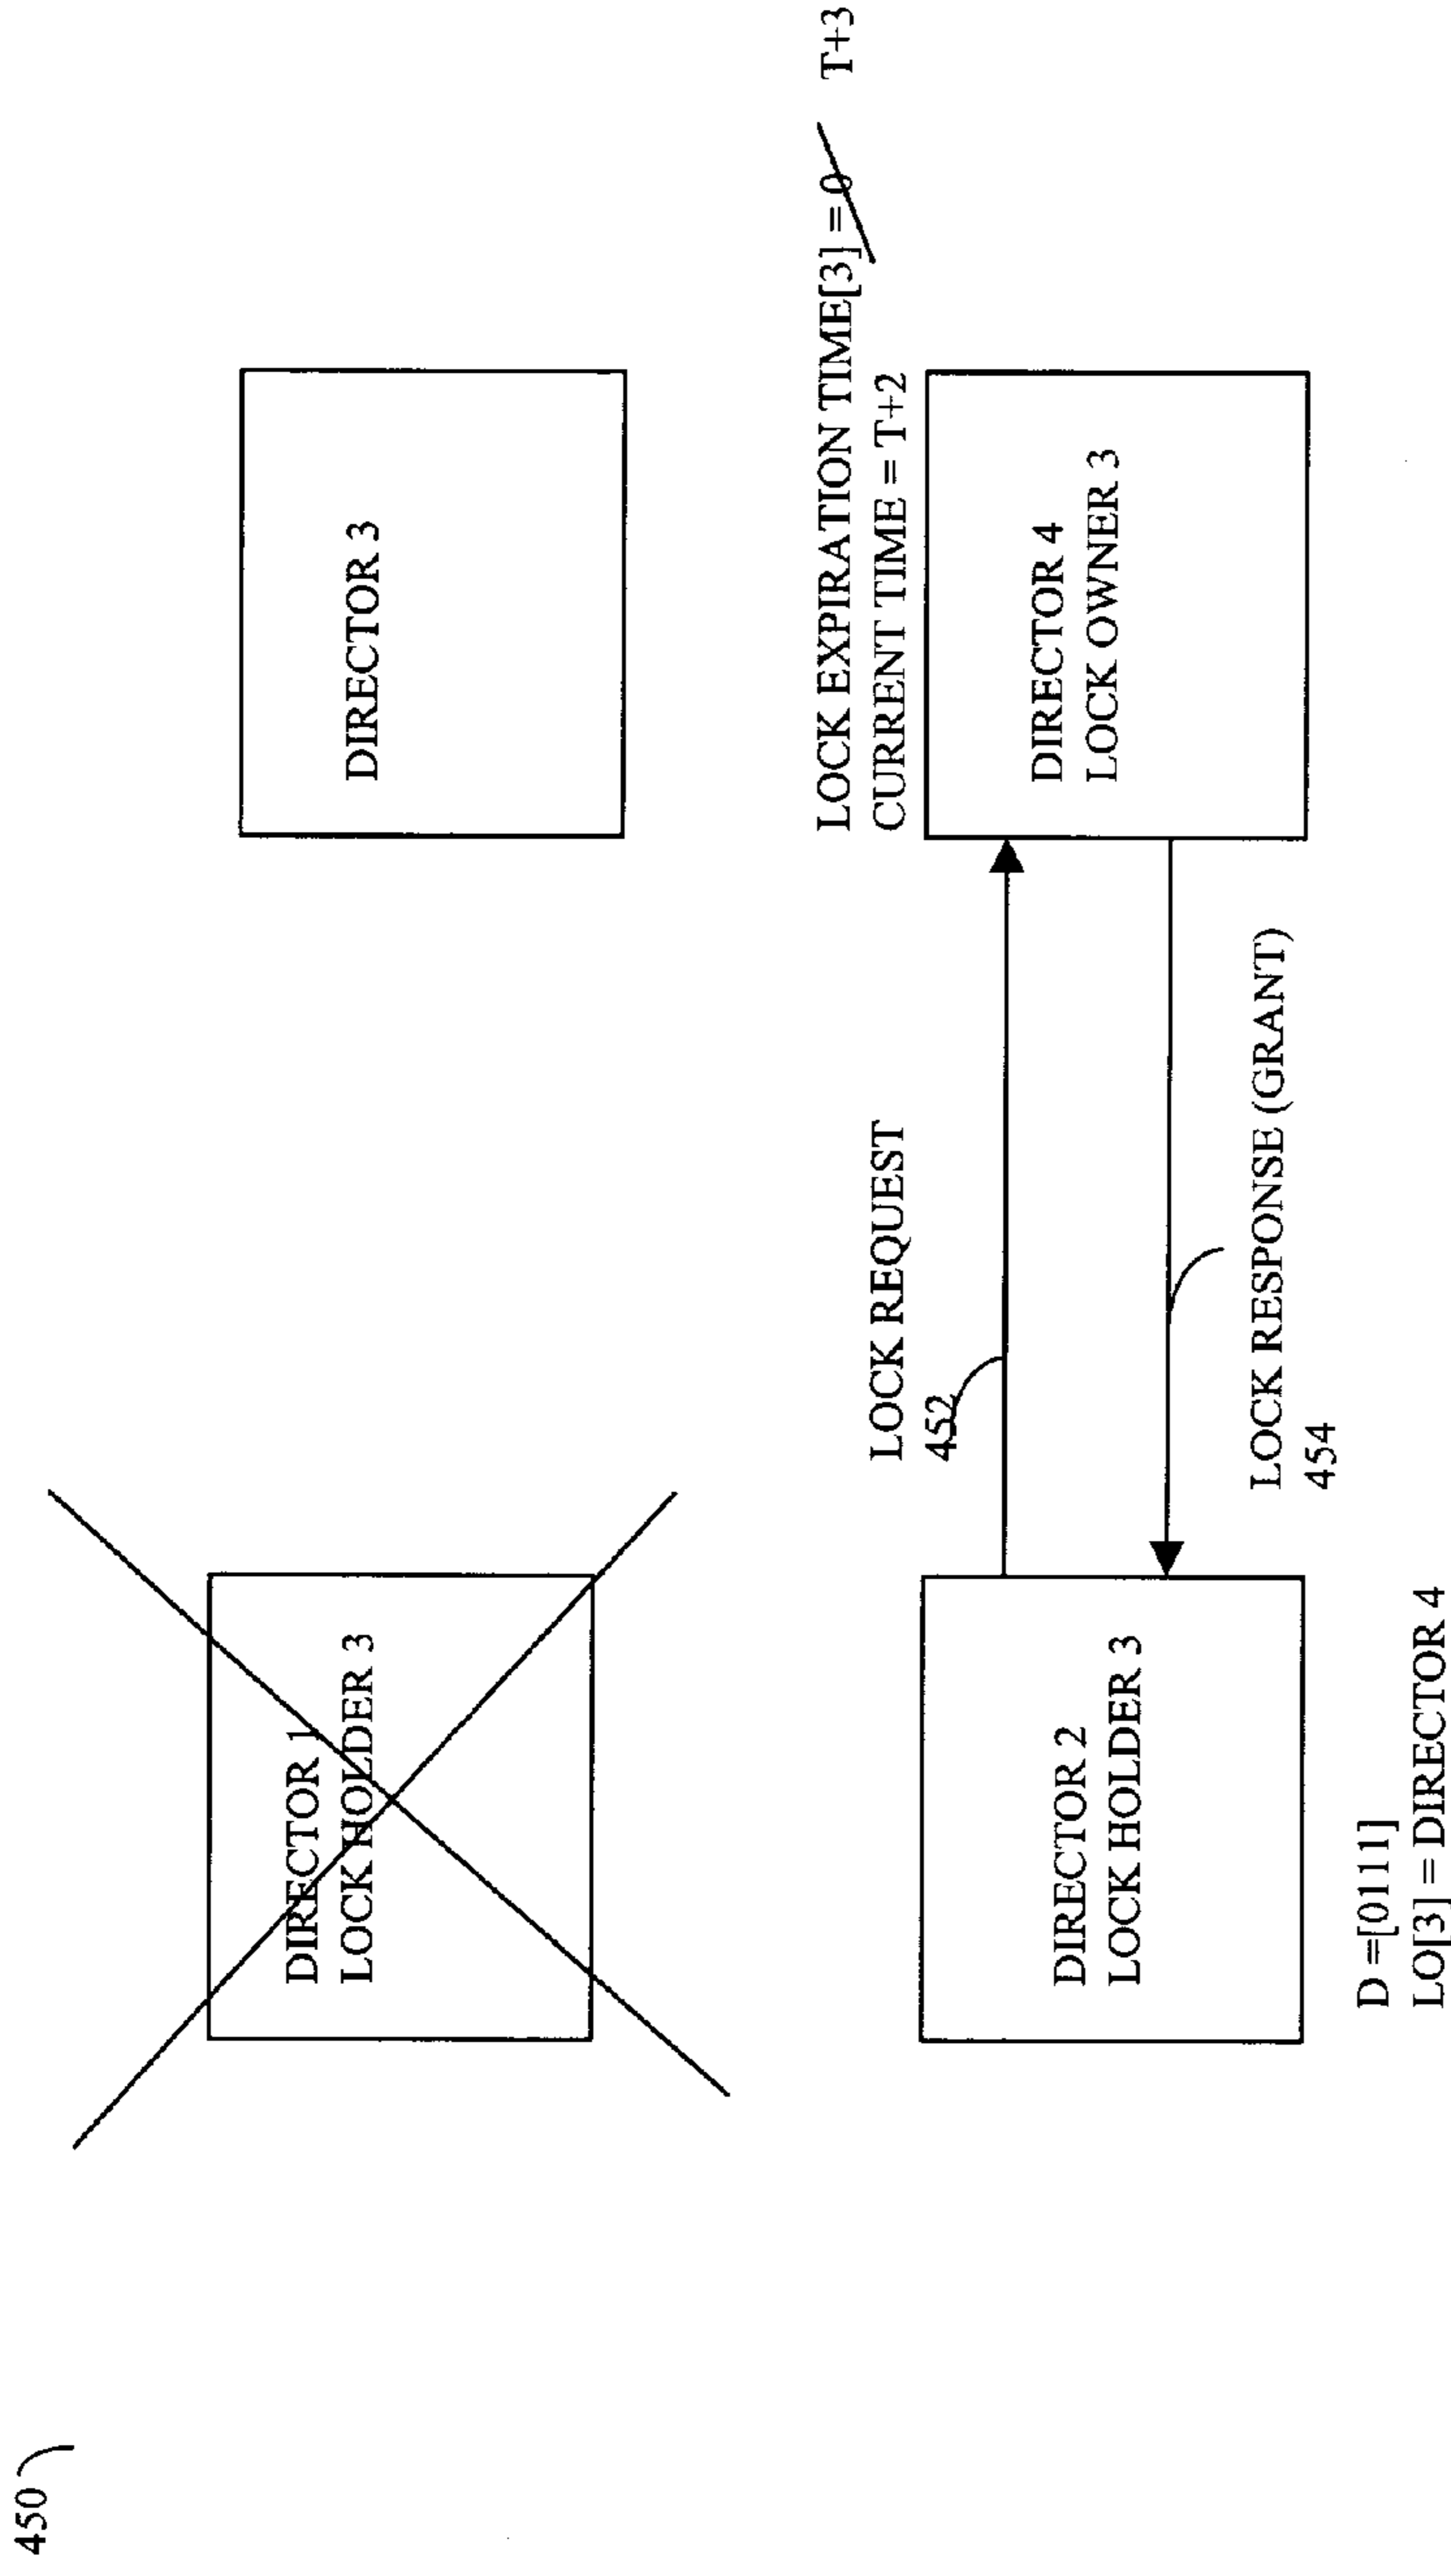 450
DIRECTOR 1
LOCK HOLDER 3
DIRECTOR 3
LOCK EXPIRATION TIME[3] = 0 T+3
CURRENT TIME = T+2
LOCK REQUEST
452
DIRECTOR 2
LOCK HOLDER 3
DIRECTOR 4
LOCK OWNER 3
LOCK RESPONSE (GRANT)
454
D =[0111]
LO[3] = DIRECTOR 4